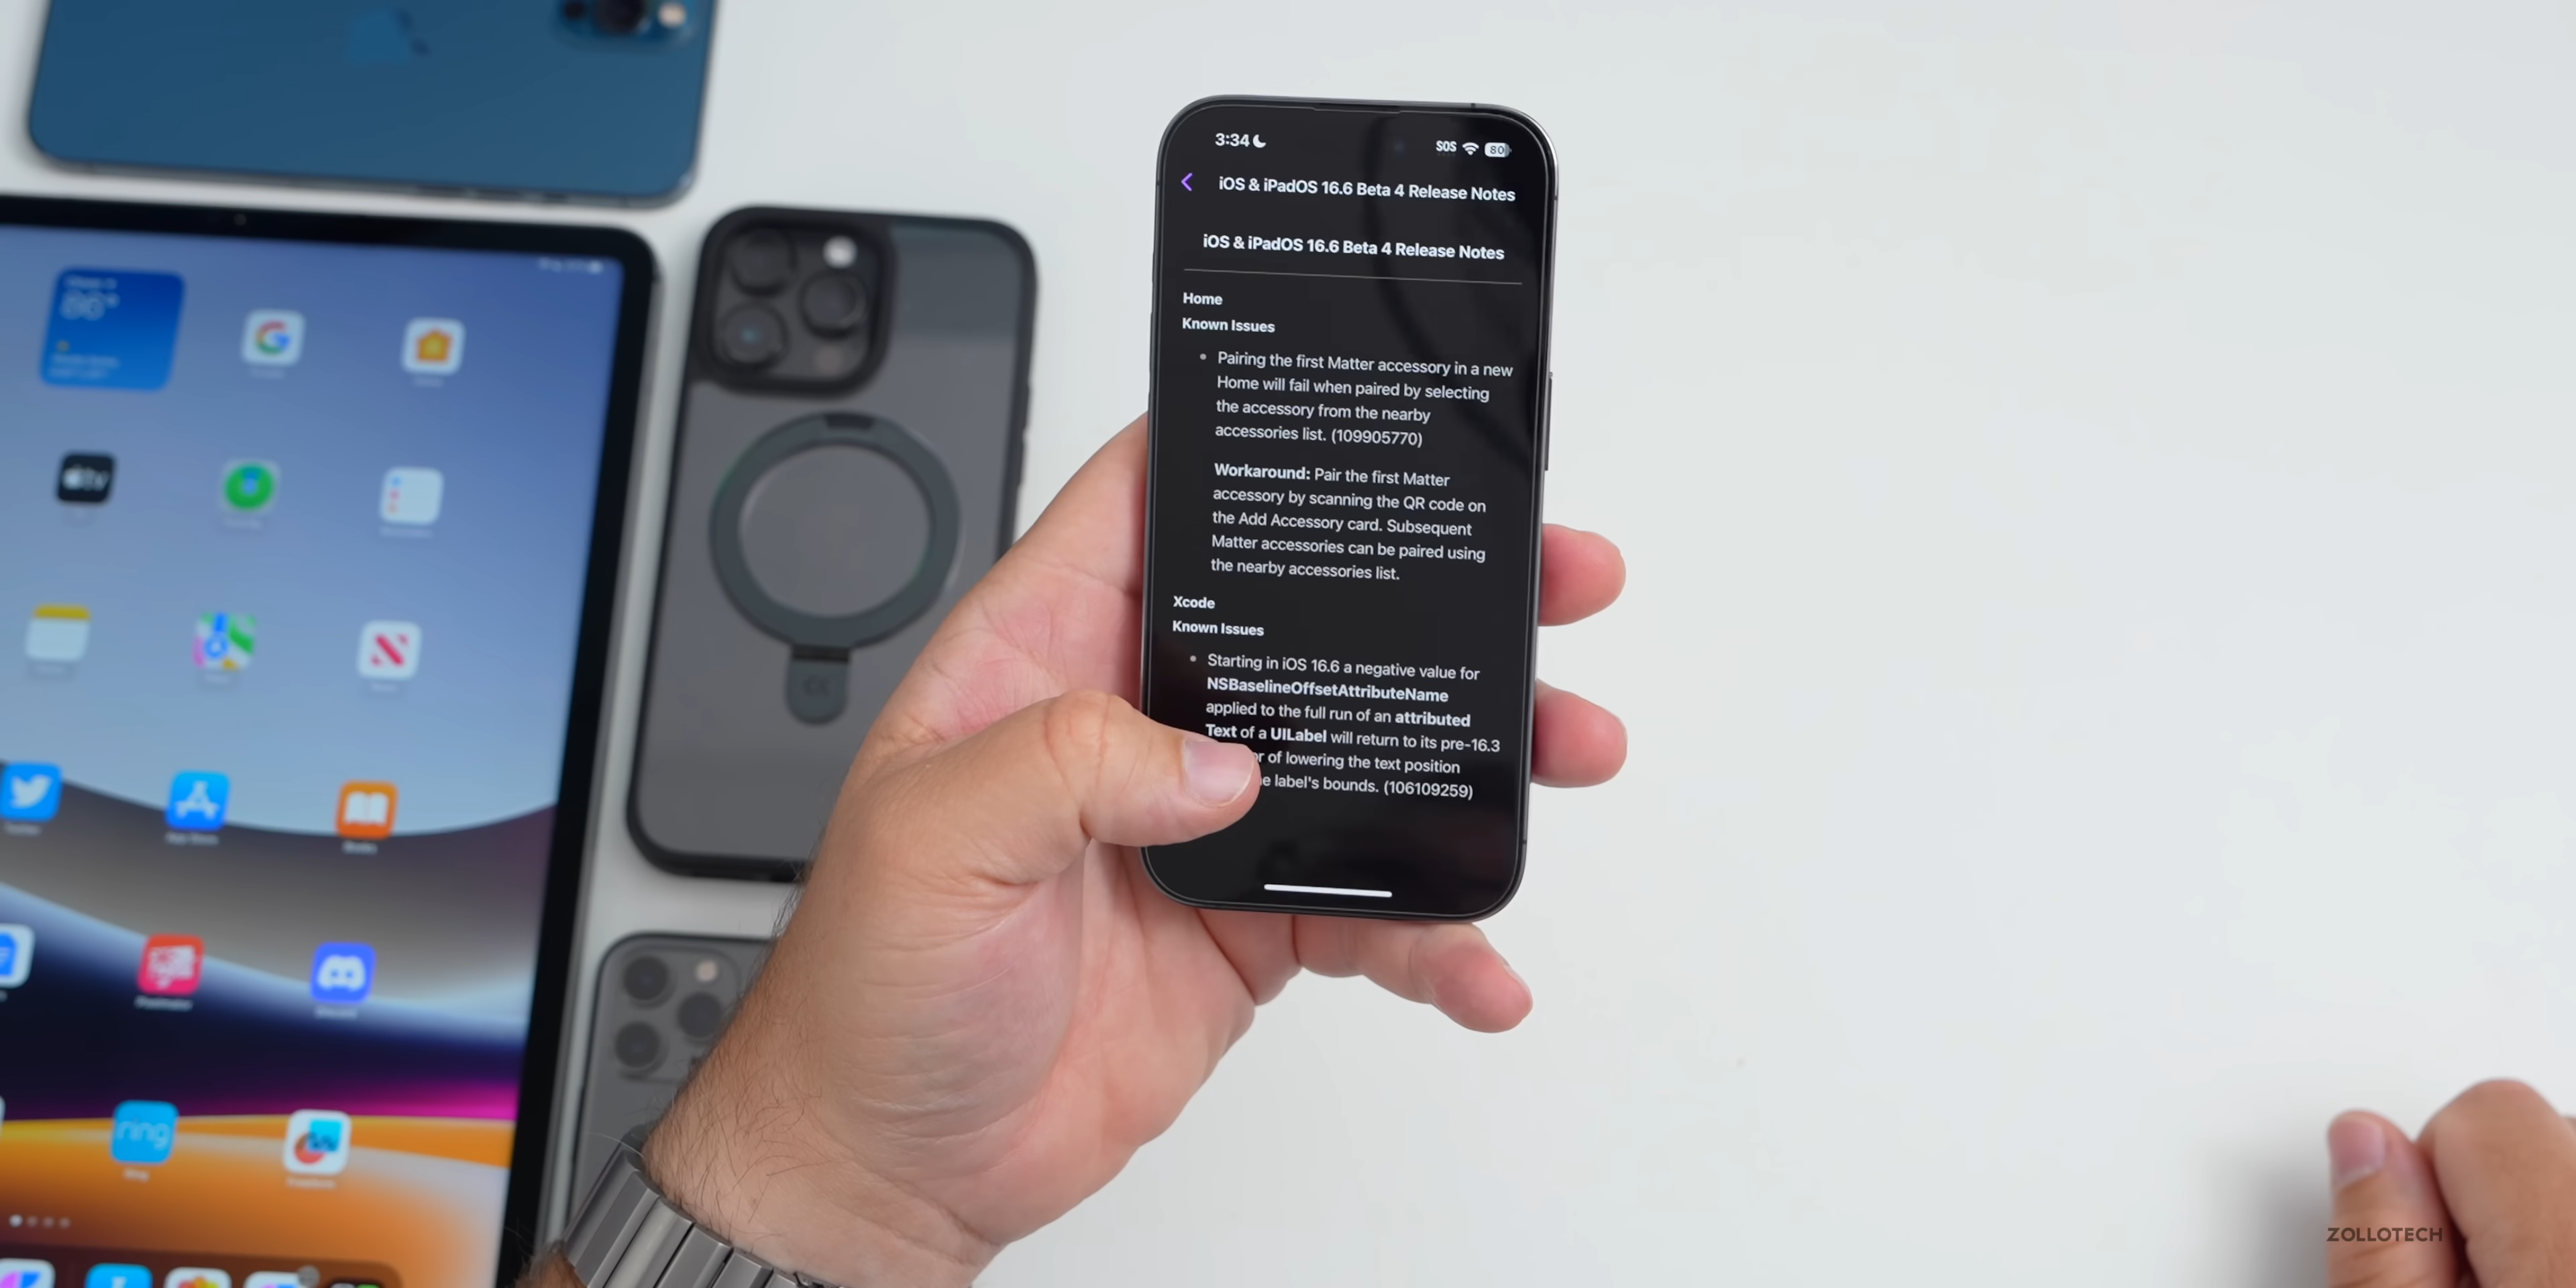 3:34
SOS
80
iOS & iPadOS 16.6 Beta 4 Release Notes
iOS & iPadOS 16.6 Beta 4 Release Notes
Home
Known Issues
• Pairing the first Matter accessory in a new
Home will fail when paired by selecting
the accessory from the nearby
accessories list. (109905770)
Workaround: Pair the first Matter
accessory by scanning the QR code on
the Add Accessory card. Subsequent
Matter accessories can be paired using
the nearby accessories list.
Xcode
Known Issues
• Starting in iOS 16.6 a negative value for
NSBaselineOffsetAttributeName
applied to the full run of an attributed
Text of a UILabel will return to its pre-16.3
of lowering the text position
label's bounds. (106109259)
tv
App Store
ring
ZOLLOTECH